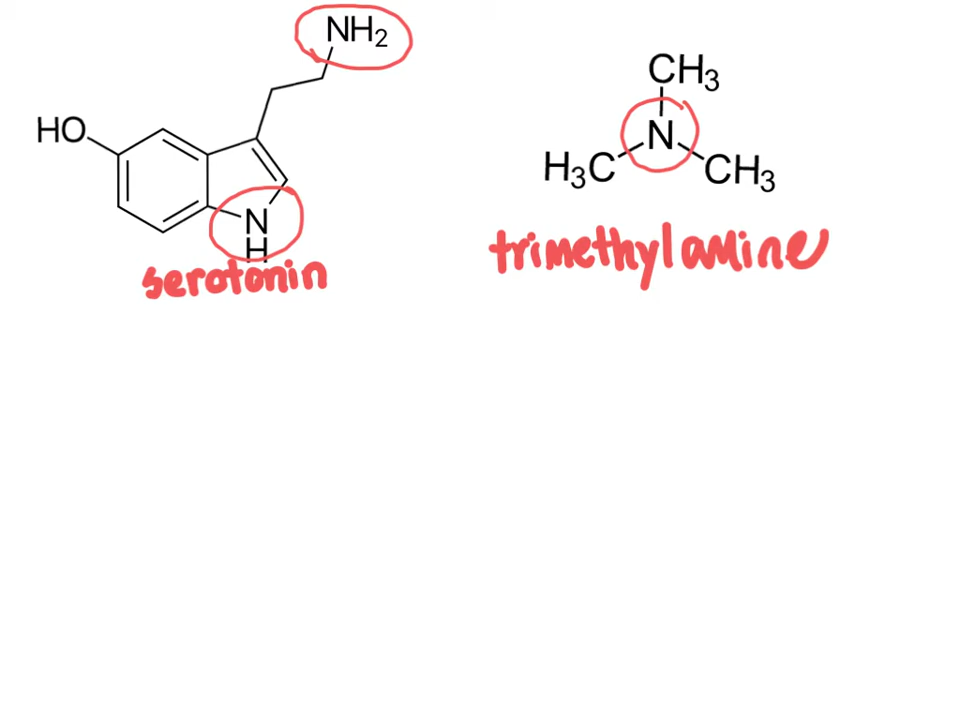 NH₂
HO
N
H
serotonin
CH₃
N
H₃C
CH₃
trimethylamine